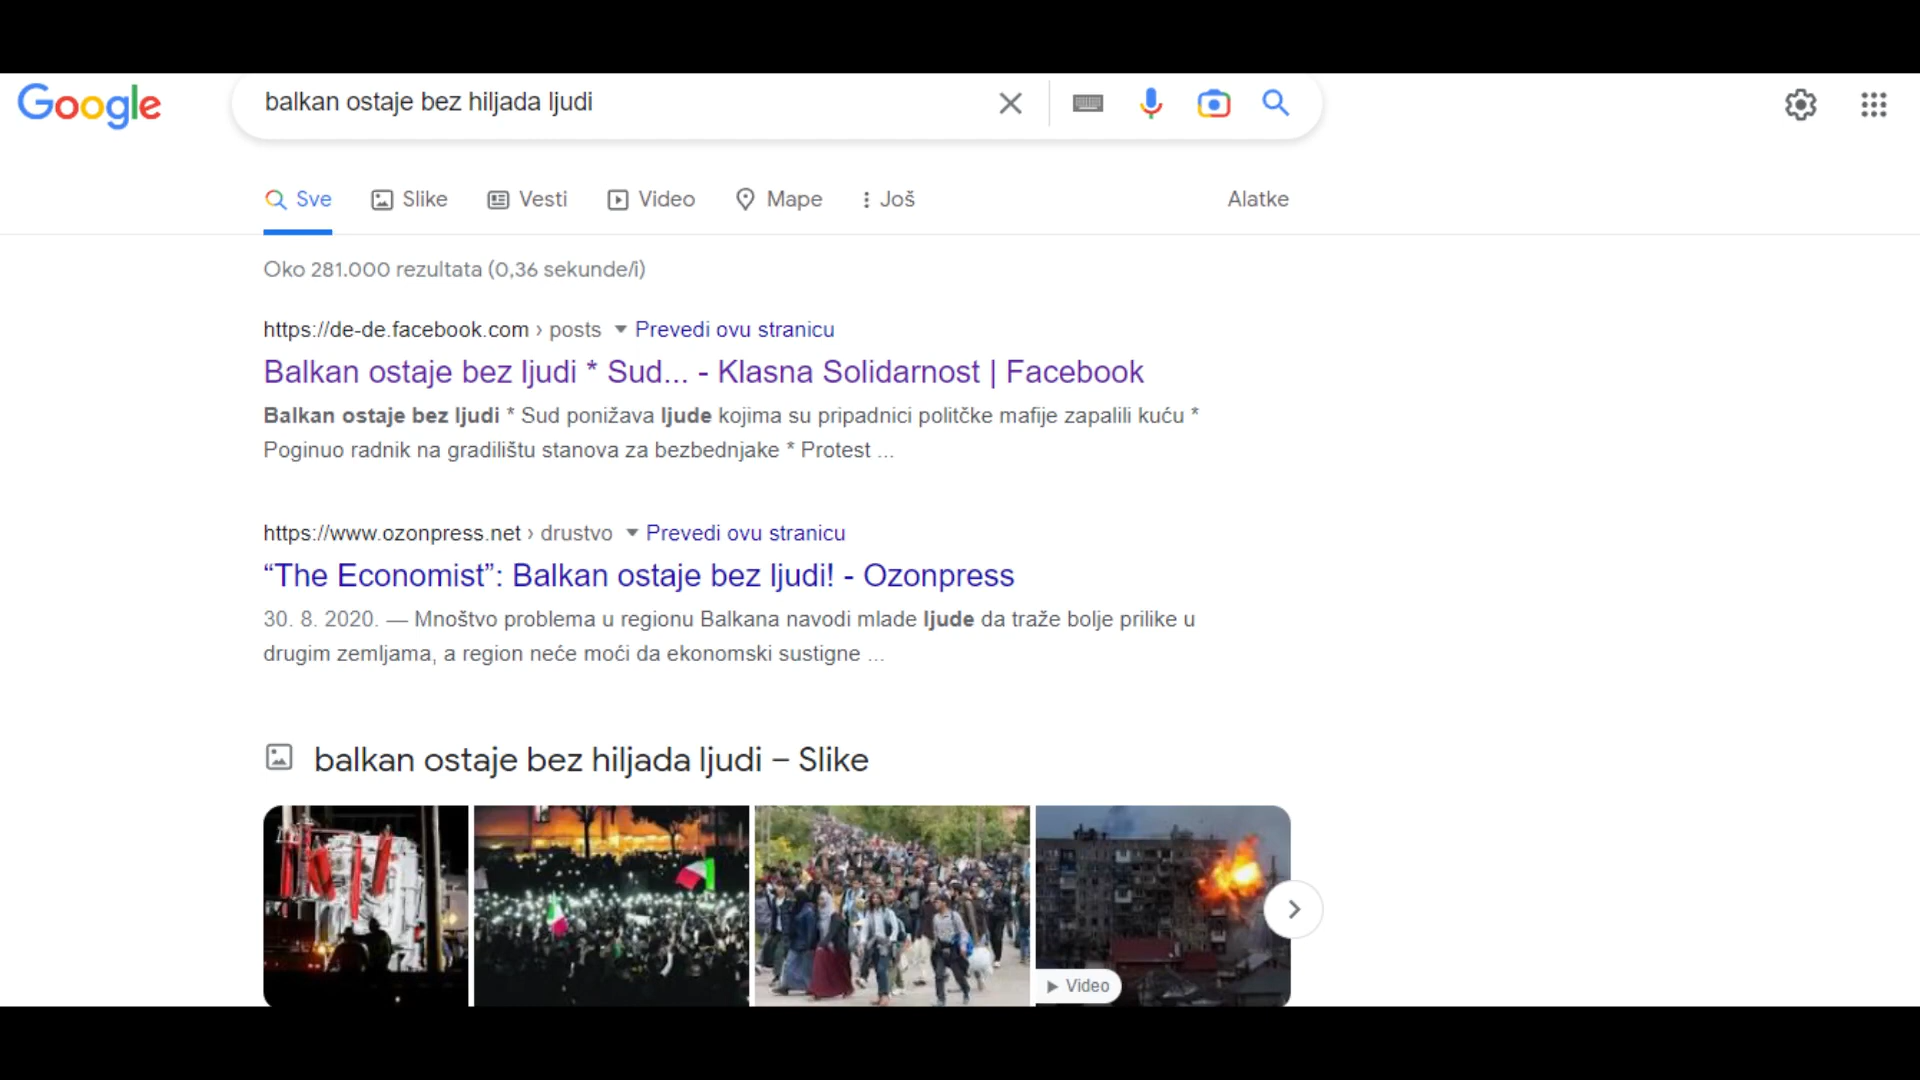 Google
balkan ostaje bez hiljada ljudi
Sve Slike Vesti Video Mape Još Alatke
Oko 281.000 rezultata (0,36 sekunde/i)
https://de-de.facebook.com › posts Prevedi ovu stranicu
Balkan ostaje bez ljudi * Sud... - Klasna Solidarnost | Facebook
Balkan ostaje bez ljudi * Sud ponižava ljude kojima su pripadnici politčke mafije zapalili kuću *
Poginuo radnik na gradilištu stanova za bezbednjake * Protest ...
https://www.ozonpress.net › drustvo Prevedi ovu stranicu
“The Economist”: Balkan ostaje bez ljudi! - Ozonpress
30. 8. 2020. — Mnoštvo problema u regionu Balkana navodi mlade ljude da traže bolje prilike u
drugim zemljama, a region neće moći da ekonomski sustigne ...
balkan ostaje bez hiljada ljudi – Slike
Video